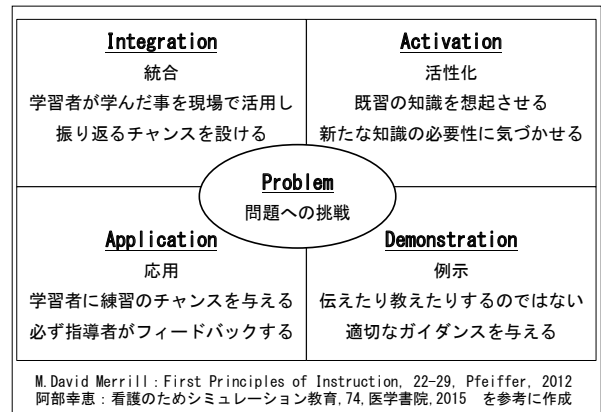 Integration
統合
学習者が学んだ事を現場で活用し
振り返るチャンスを設ける
Activation
活性化
既習の知識を想起させる
新たな知識の必要性に気づかせる
Problem
問題への挑戦
Application
応用
学習者に練習のチャンスを与える
必ず指導者がフィードバックする
Demonstration
例示
伝えたり教えたりするのではない
適切なガイダンスを与える
M.David Merrill：First Principles of Instruction, 22-29, Pfeiffer, 2012
阿部幸恵：看護のためシミュレーション教育,74,医学書院,2015 を参考に作成